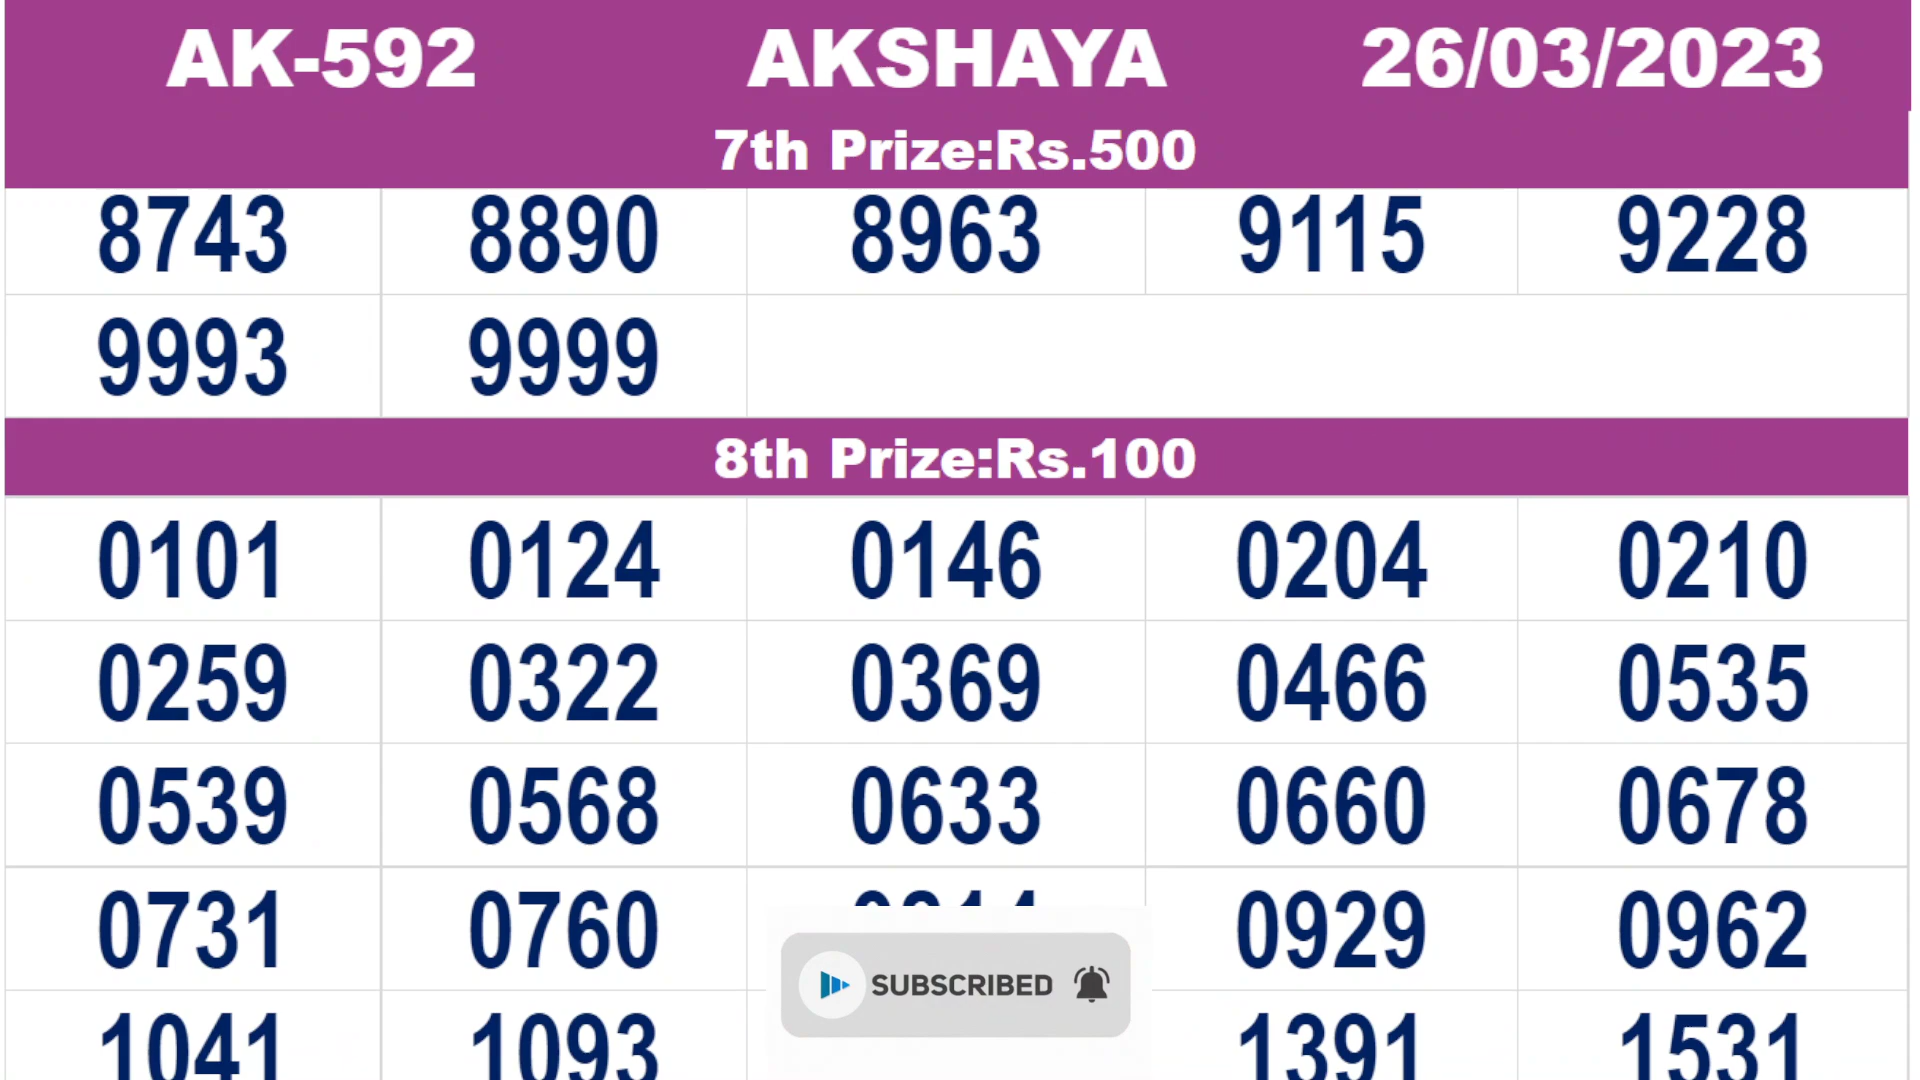 AK-592 AKSHAYA 26/03/2023
7th Prize:Rs.500
8743 8890 8963 9115 9228
9993 9999
8th Prize:Rs.100
0101 0124 0146 0204 0210
0259 0322 0369 0466 0535
0539 0568 0633 0660 0678
0731 0760 0929 0962
SUBSCRIBED
1041 1093 1391 1531